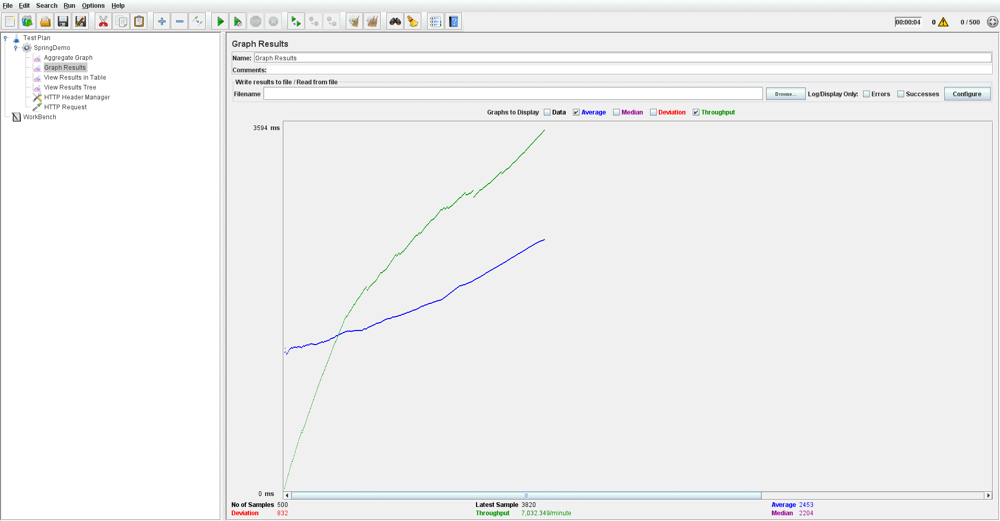 File Edit Search Run Options Help
00:00:04 0 0 / 500
Test Plan
SpringDemo
Aggregate Graph
Graph Results
View Results in Table
View Results Tree
HTTP Header Manager
HTTP Request
WorkBench
Graph Results
Name: Graph Results
Comments:
Write results to file / Read from file
Filename Browse... Log/Display Only: Errors Successes Configure
Graphs to Display Data Average Median Deviation Throughput
3594 ms
0 ms
No of Samples 500 Latest Sample 3820 Average 2453
Deviation 832 Throughput 7,032.349/minute Median 2204